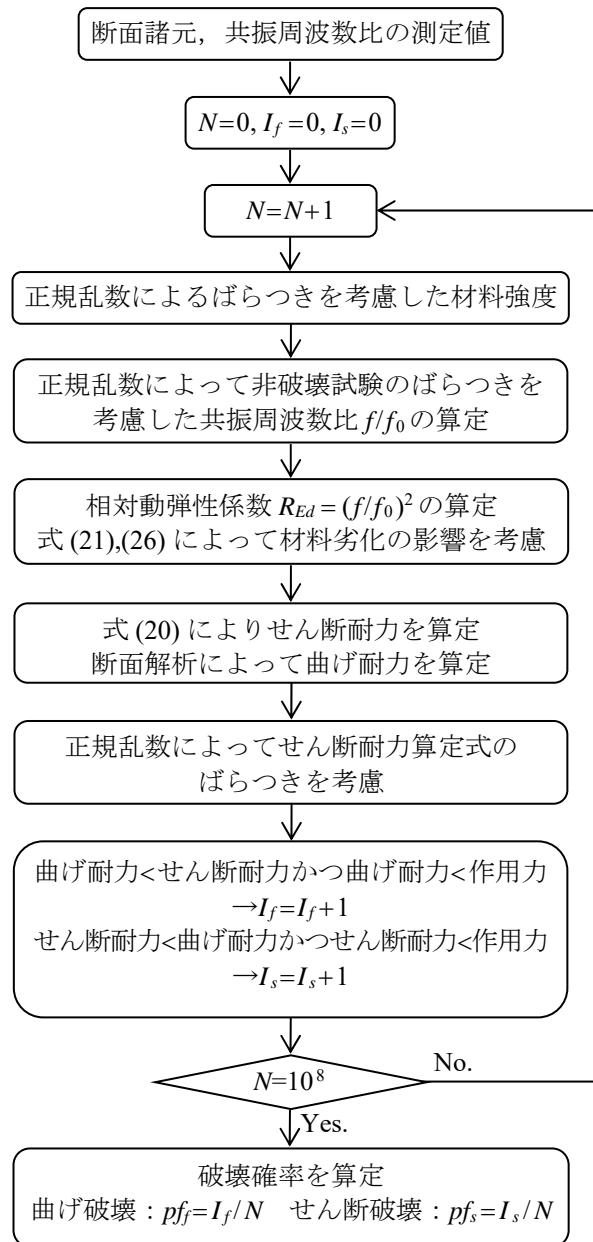 断面諸元，共振周波数比の測定値
N=0, I_f=0, I_s=0
N=N+1
正規乱数によるばらつきを考慮した材料強度
正規乱数によって非破壊試験のばらつきを
考慮した共振周波数比 f/f₀ の算定
相対動弾性係数 R_{Ed} = (f/f₀)² の算定
式 (21),(26) によって材料劣化の影響を考慮
式 (20) によりせん断耐力を算定
断面解析によって曲げ耐力を算定
正規乱数によってせん断耐力算定式の
ばらつきを考慮
曲げ耐力<せん断耐力かつ曲げ耐力<作用力
→I_f=I_f+1
せん断耐力<曲げ耐力かつせん断耐力<作用力
→I_s=I_s+1
N=10⁸
No.
Yes.
破壊確率を算定
曲げ破壊：pf_f=I_f/N　せん断破壊：pf_s=I_s/N